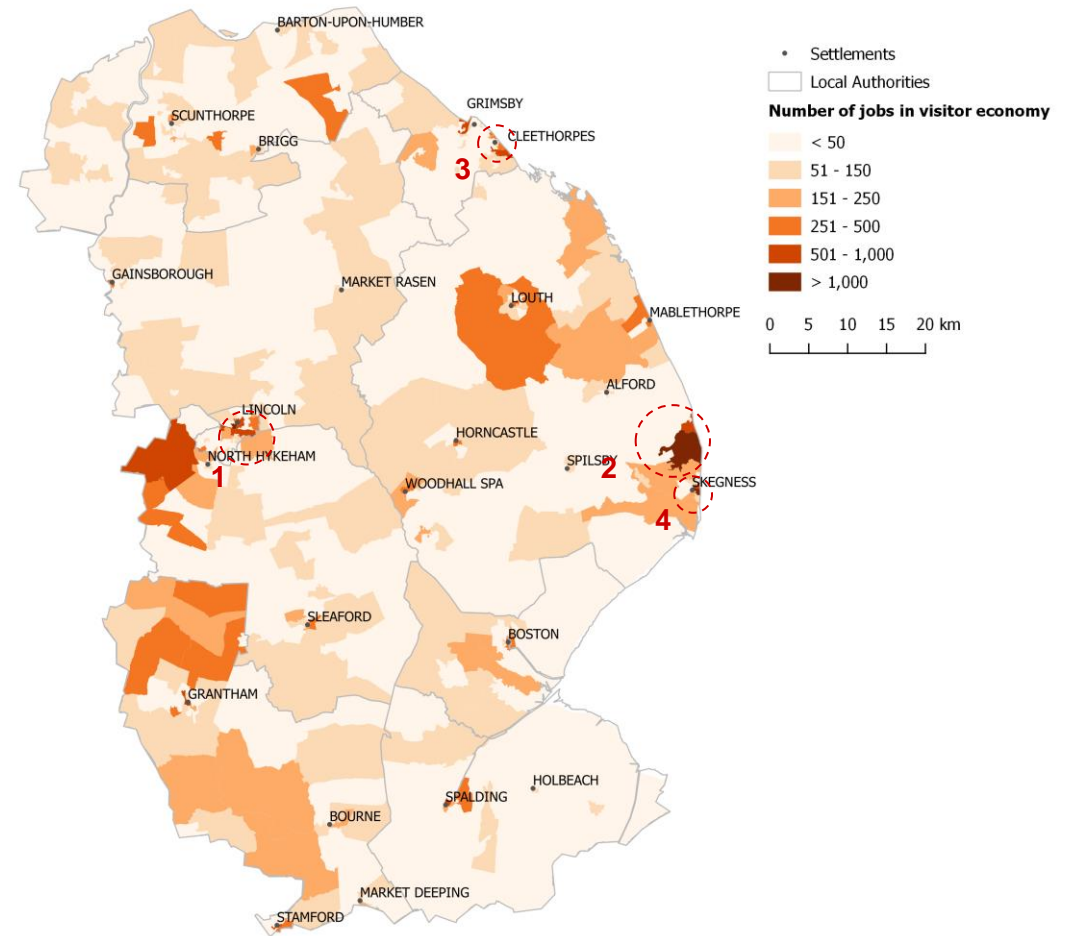 BARTON-UPON-HUMBER
SCUNTHORPE
BRIGG
GRIMSBY
CLEETHORPES
3
GAINSBOROUGH
MARKET RASEN
LOUTH
MABLETHORPE
ALFORD
LINCOLN
NORTH HYKEHAM
1
HORNCASTLE
SPILSBY
2
WOODHALL SPA
SKEGNESS
4
SLEAFORD
BOSTON
GRANTHAM
SPALDING
HOLBEACH
BOURNE
MARKET DEEPING
STAMFORD
Settlements
Local Authorities
Number of jobs in visitor economy
< 50
51 - 150
151 - 250
251 - 500
501 - 1,000
> 1,000
0 5 10 15 20 km